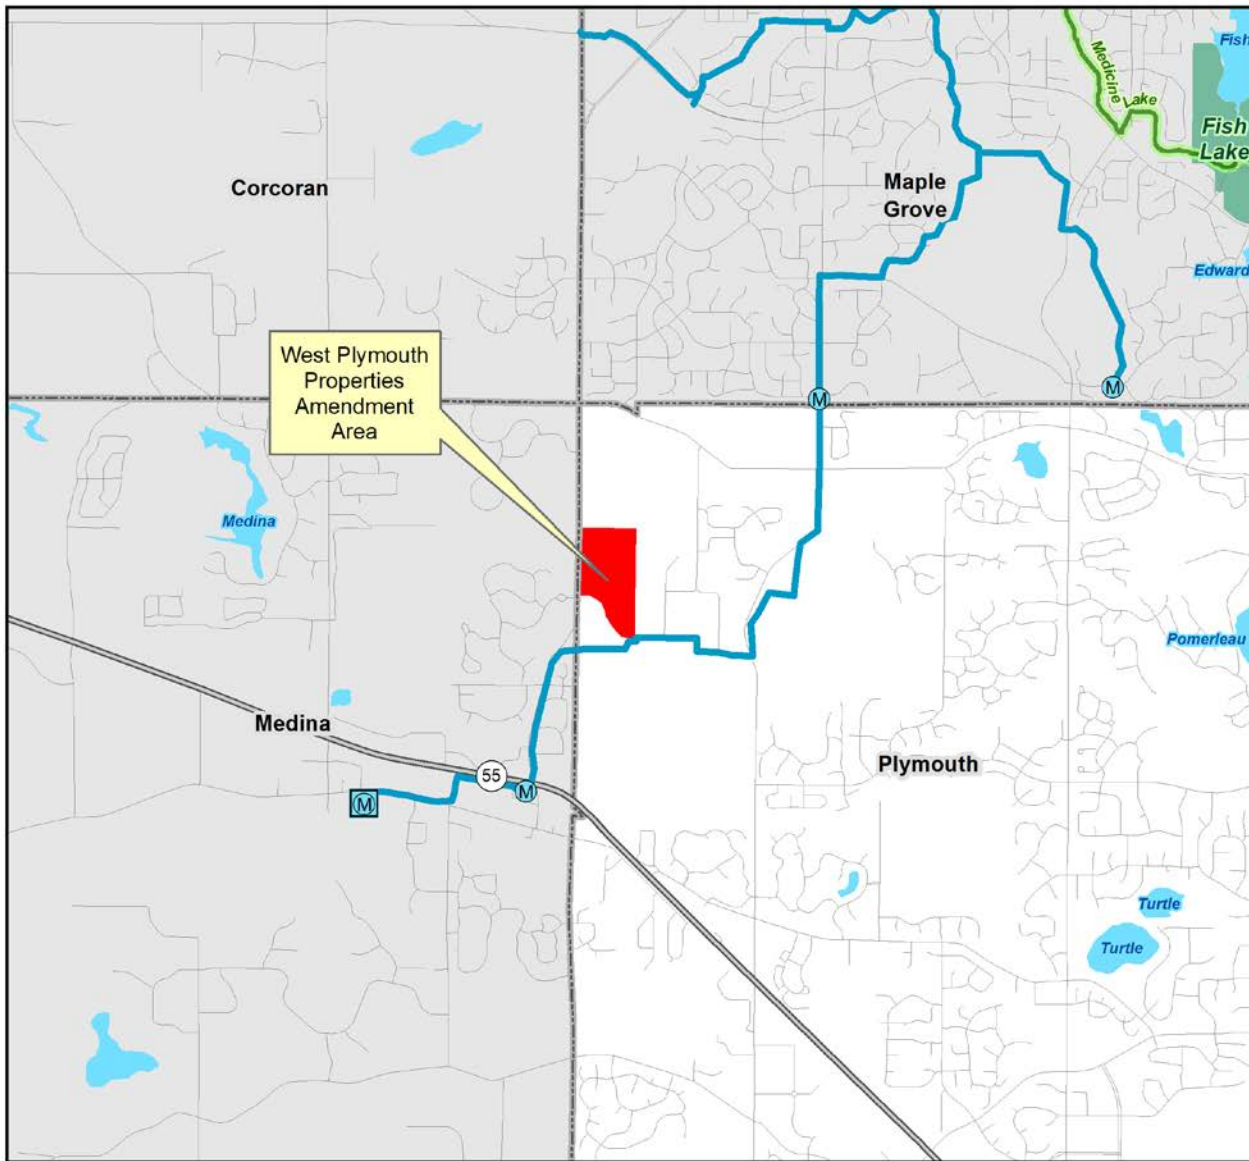 Fish
Medicine
Lake
Fish
Lake
Corcoran
Maple
Grove
Edward
West Plymouth
Properties
Amendment
Area
M
M
Medina
Pomerleau
Medina
Plymouth
55
M
M
Turtle
Turtle